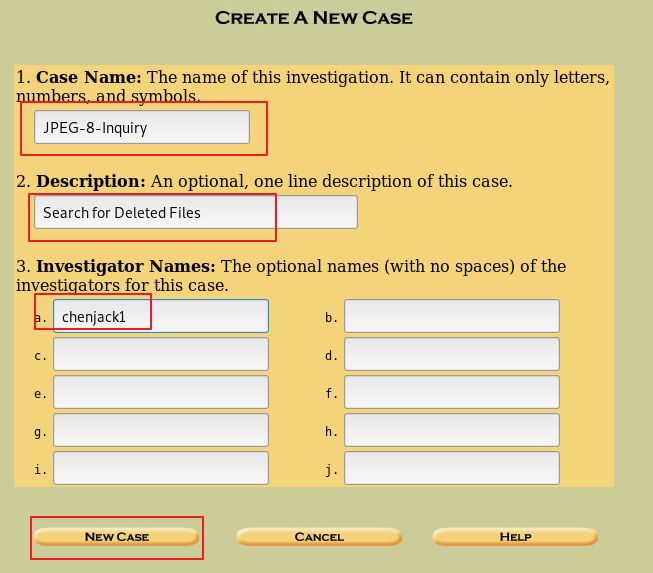 CREATE A NEW CASE
1. Case Name: The name of this investigation. It can contain only letters,
numbers, and symbols.
JPEG-8-Inquiry
2. Description: An optional, one line description of this case.
Search for Deleted Files
3. Investigator Names: The optional names (with no spaces) of the
investigators for this case.
a. chenjack1 b.
c. d.
e. f.
g. h.
i. j.
NEW CASE CANCEL HELP